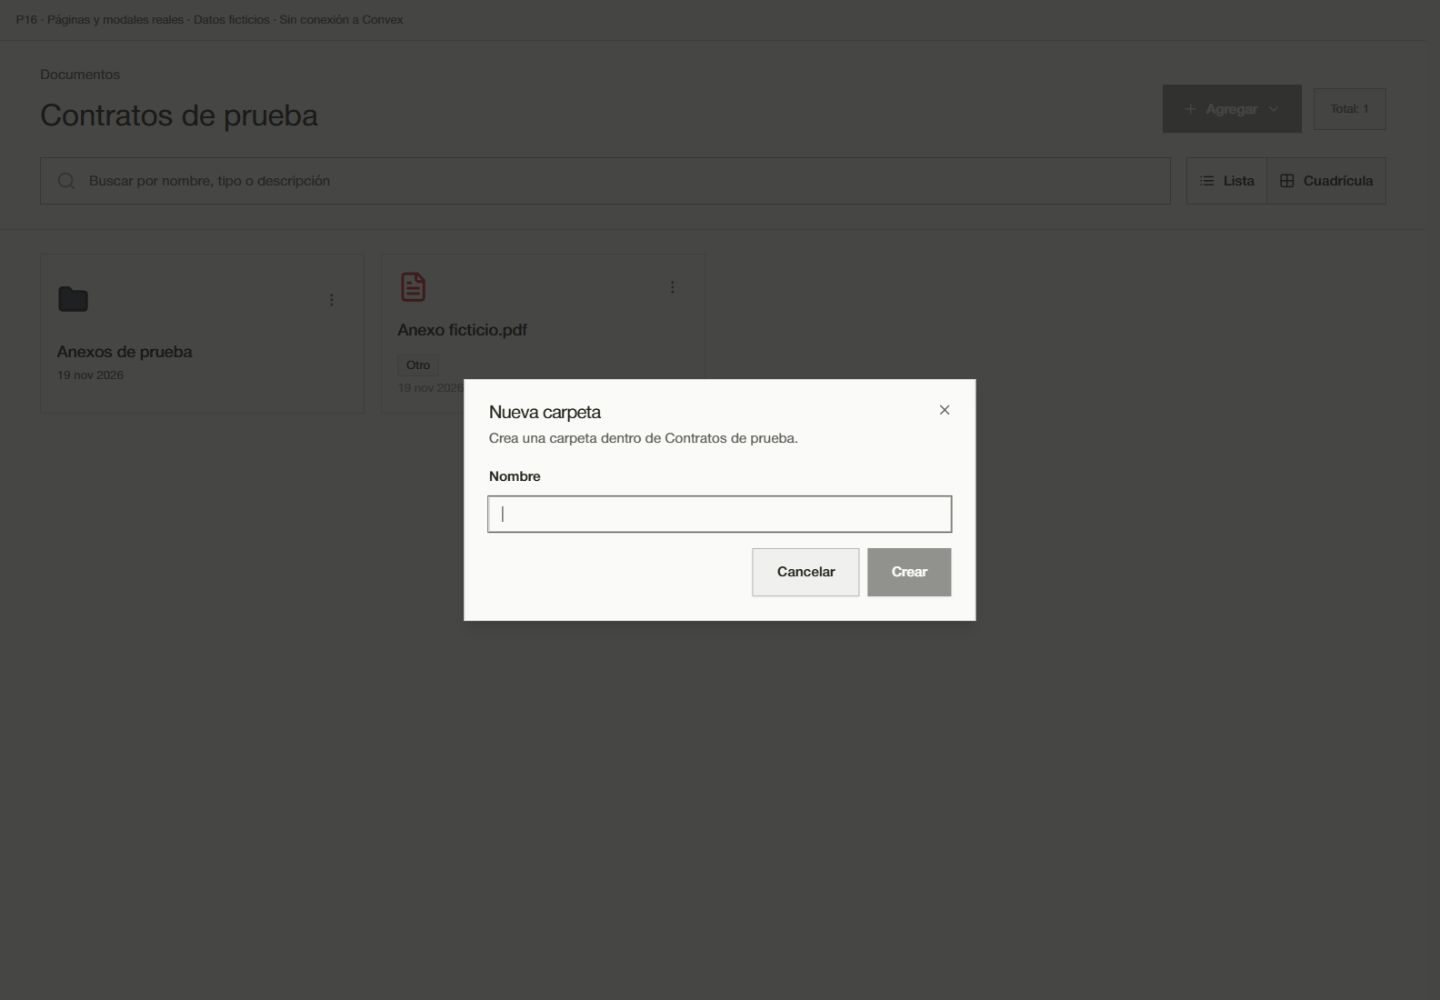 P16 · Páginas y modales reales · Datos ficticios · Sin conexión a Convex
Documentos
Contratos de prueba
Agregar
Total: 1
Buscar por nombre, tipo o descripción
Lista
Cuadrícula
Anexos de prueba
19 nov 2026
Anexo ficticio.pdf
Otro
19 nov 2026
Nueva carpeta
Crea una carpeta dentro de Contratos de prueba.
Nombre
Cancelar
Crear